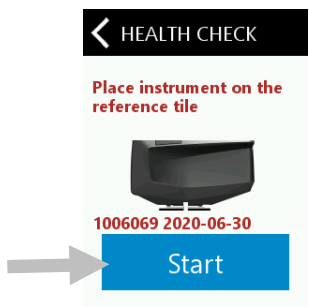 HEALTH CHECK
Place instrument on the
reference tile
1006069 2020-06-30
Start